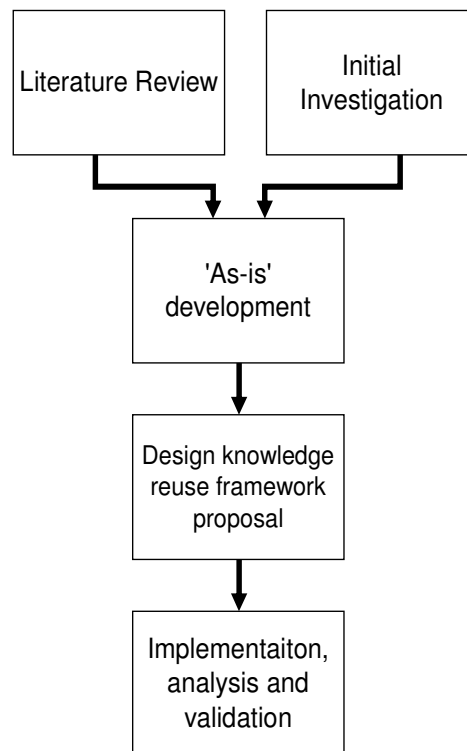 Literature Review
Initial
Investigation
'As-is'
development
Design knowledge
reuse framework
proposal
Implementaiton,
analysis and
validation